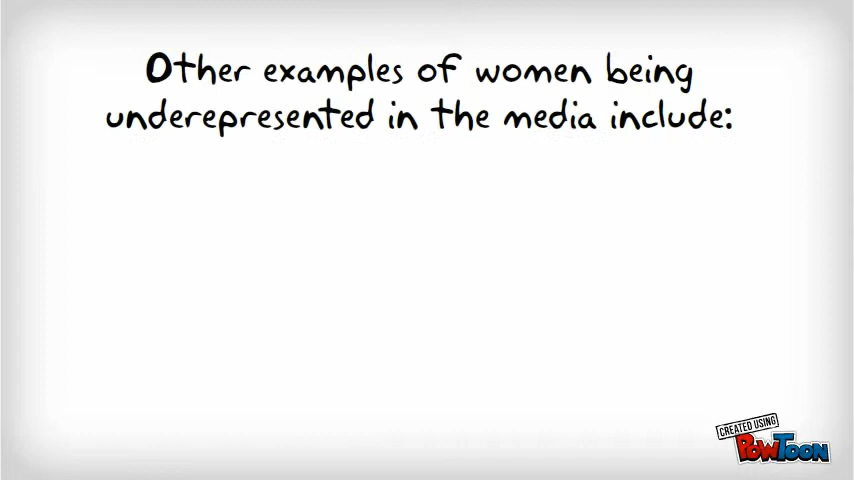 Other examples of women being
underepresented in the media include:
CREATED USING
PowToon